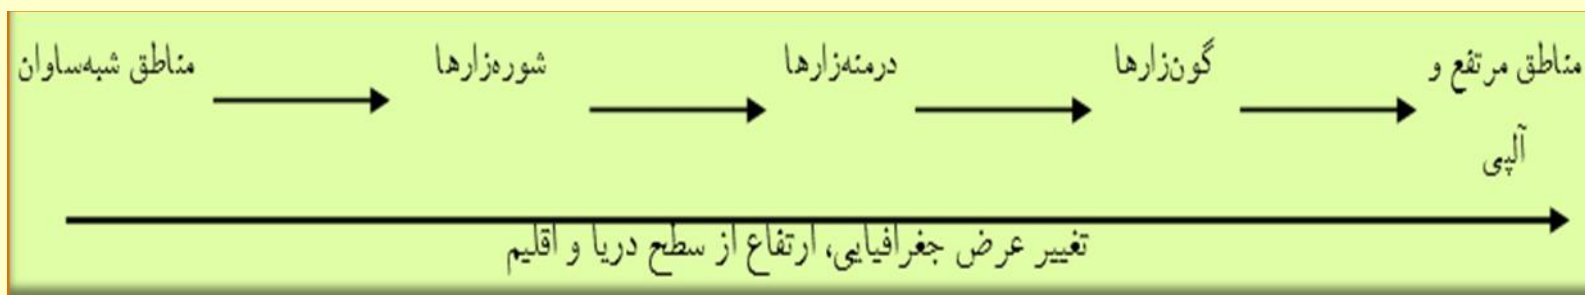 مناطق شبه‌ساوان
شوره‌زارها
درمنه‌زارها
گون‌زارها
مناطق مرتفع و
آلپی
تغییر عرض جغرافیایی، ارتفاع از سطح دریا و اقلیم